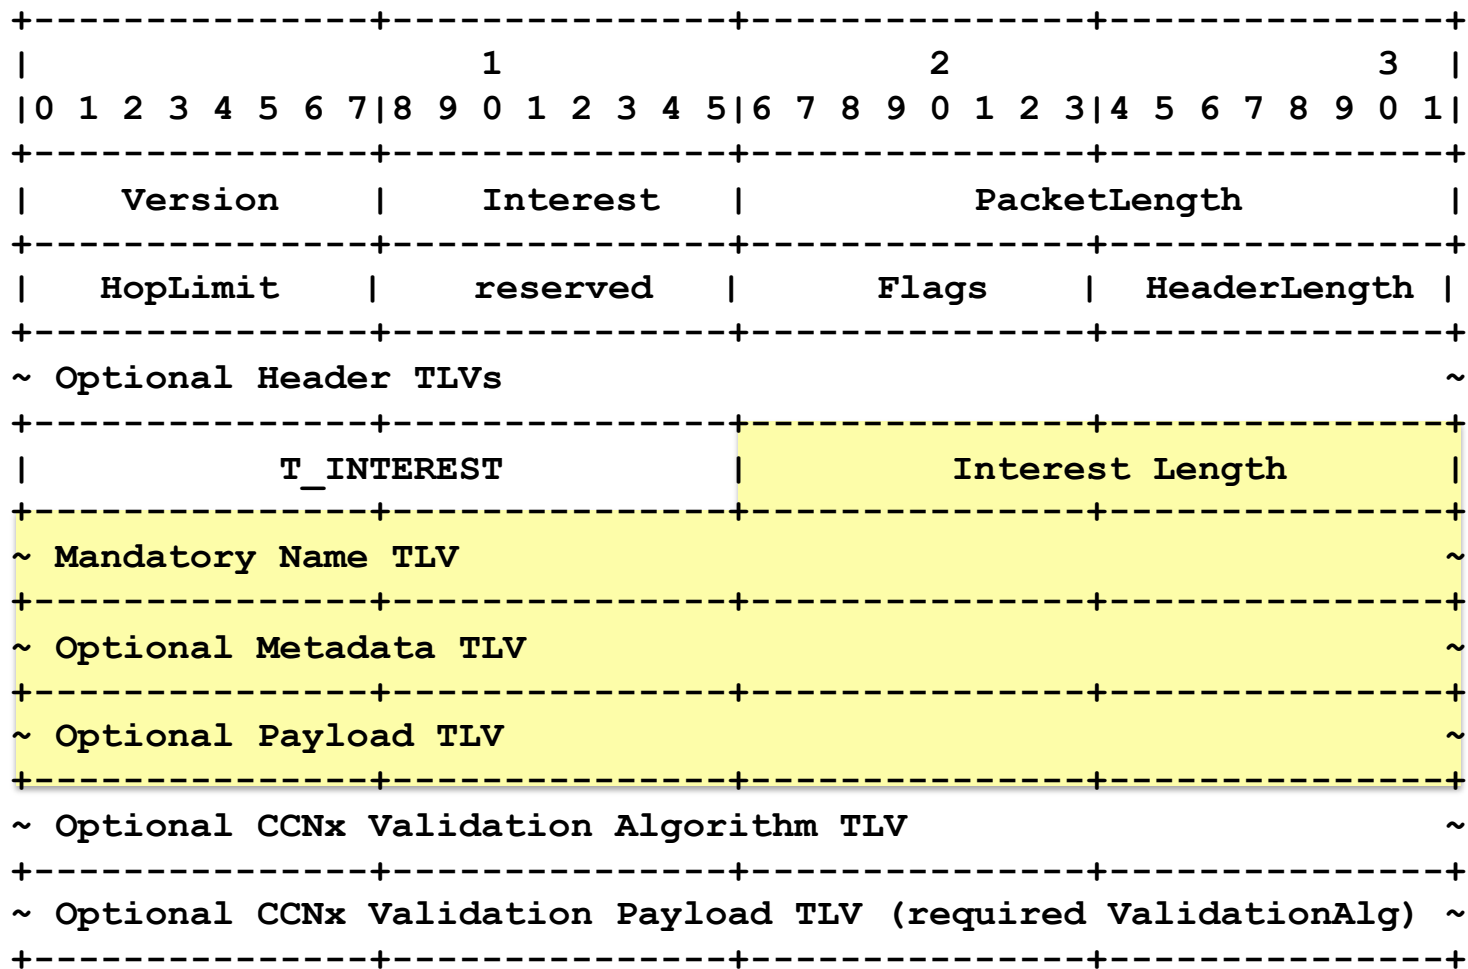 +---------------+---------------+---------------+---------------+
|                    1                   2                   3  |
|0 1 2 3 4 5 6 7|8 9 0 1 2 3 4 5|6 7 8 9 0 1 2 3|4 5 6 7 8 9 0 1|
+---------------+---------------+---------------+---------------+
|    Version    |    Interest   |          PacketLength         |
+---------------+---------------+---------------+---------------+
|   HopLimit    |    reserved   |      Flags    |  HeaderLength |
+---------------+---------------+---------------+---------------+
~ Optional Header TLVs                                          ~
+---------------+---------------+---------------+---------------+
|           T_INTEREST          |         Interest Length       |
+---------------+---------------+---------------+---------------+
~ Mandatory Name TLV                                            ~
+---------------+---------------+---------------+---------------+
~ Optional Metadata TLV                                         ~
+---------------+---------------+---------------+---------------+
~ Optional Payload TLV                                          ~
+---------------+---------------+---------------+---------------+
~ Optional CCNx Validation Algorithm TLV                        ~
+---------------+---------------+---------------+---------------+
~ Optional CCNx Validation Payload TLV (required ValidationAlg) ~
+---------------+---------------+---------------+---------------+